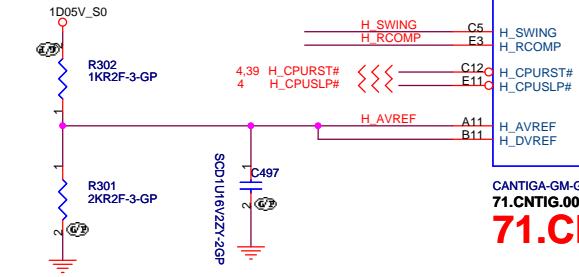 1D05V_S0
G/P
2
R302
1KR2F-3-GP
1
1
R301
2KR2F-3-GP
2
G/P
SCD1U16V2ZY-2GP
1
C497
2
G/P
H_SWING
H_RCOMP
4,39 H_CPURST#
4 H_CPUSLP#
H_AVREF
C5 H_SWING
E3 H_RCOMP
C12 H_CPURST#
E11 H_CPUSLP#
A11 H_AVREF
B11 H_DVREF
CANTIGA-GM-G
71.CNTIG.00